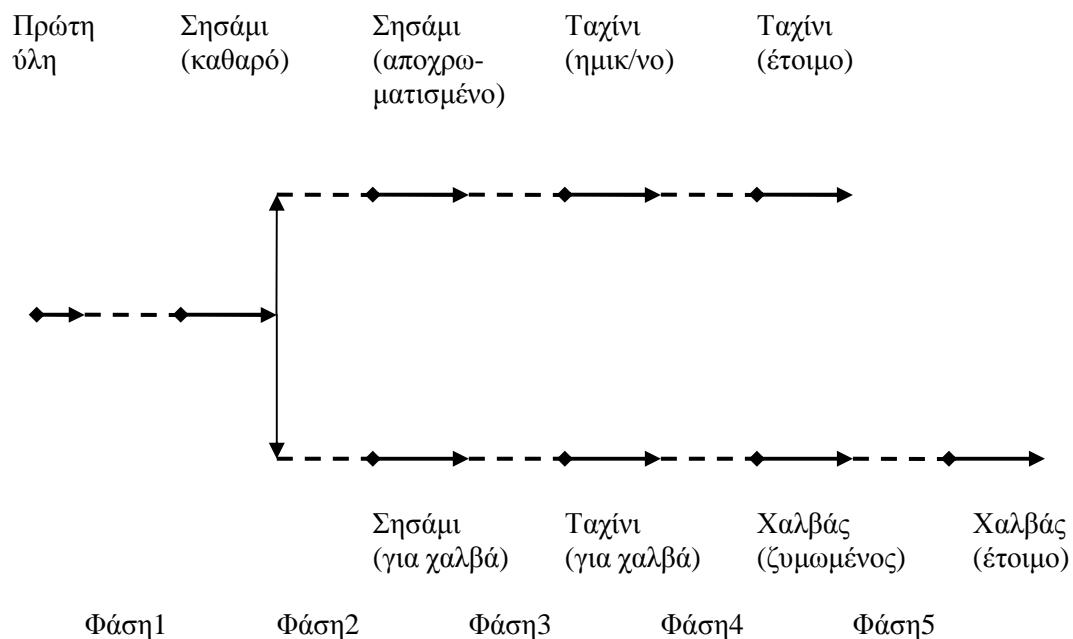 Πρώτη
ύλη
Σησάμι
(καθαρό)
Σησάμι
(αποχρω-
ματισμένο)
Ταχίνι
(ημικ/νο)
Ταχίνι
(έτοιμο)
Σησάμι
(για χαλβά)
Ταχίνι
(για χαλβά)
Χαλβάς
(ζυμωμένος)
Χαλβάς
(έτοιμο)
Φάση1
Φάση2
Φάση3
Φάση4
Φάση5